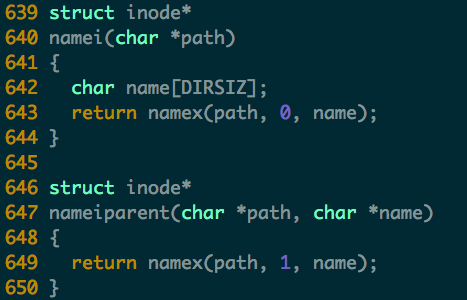 639 struct inode*
640 namei(char *path)
641 {
642   char name[DIRSIZ];
643   return namex(path, 0, name);
644 }
645
646 struct inode*
647 nameiparent(char *path, char *name)
648 {
649   return namex(path, 1, name);
650 }